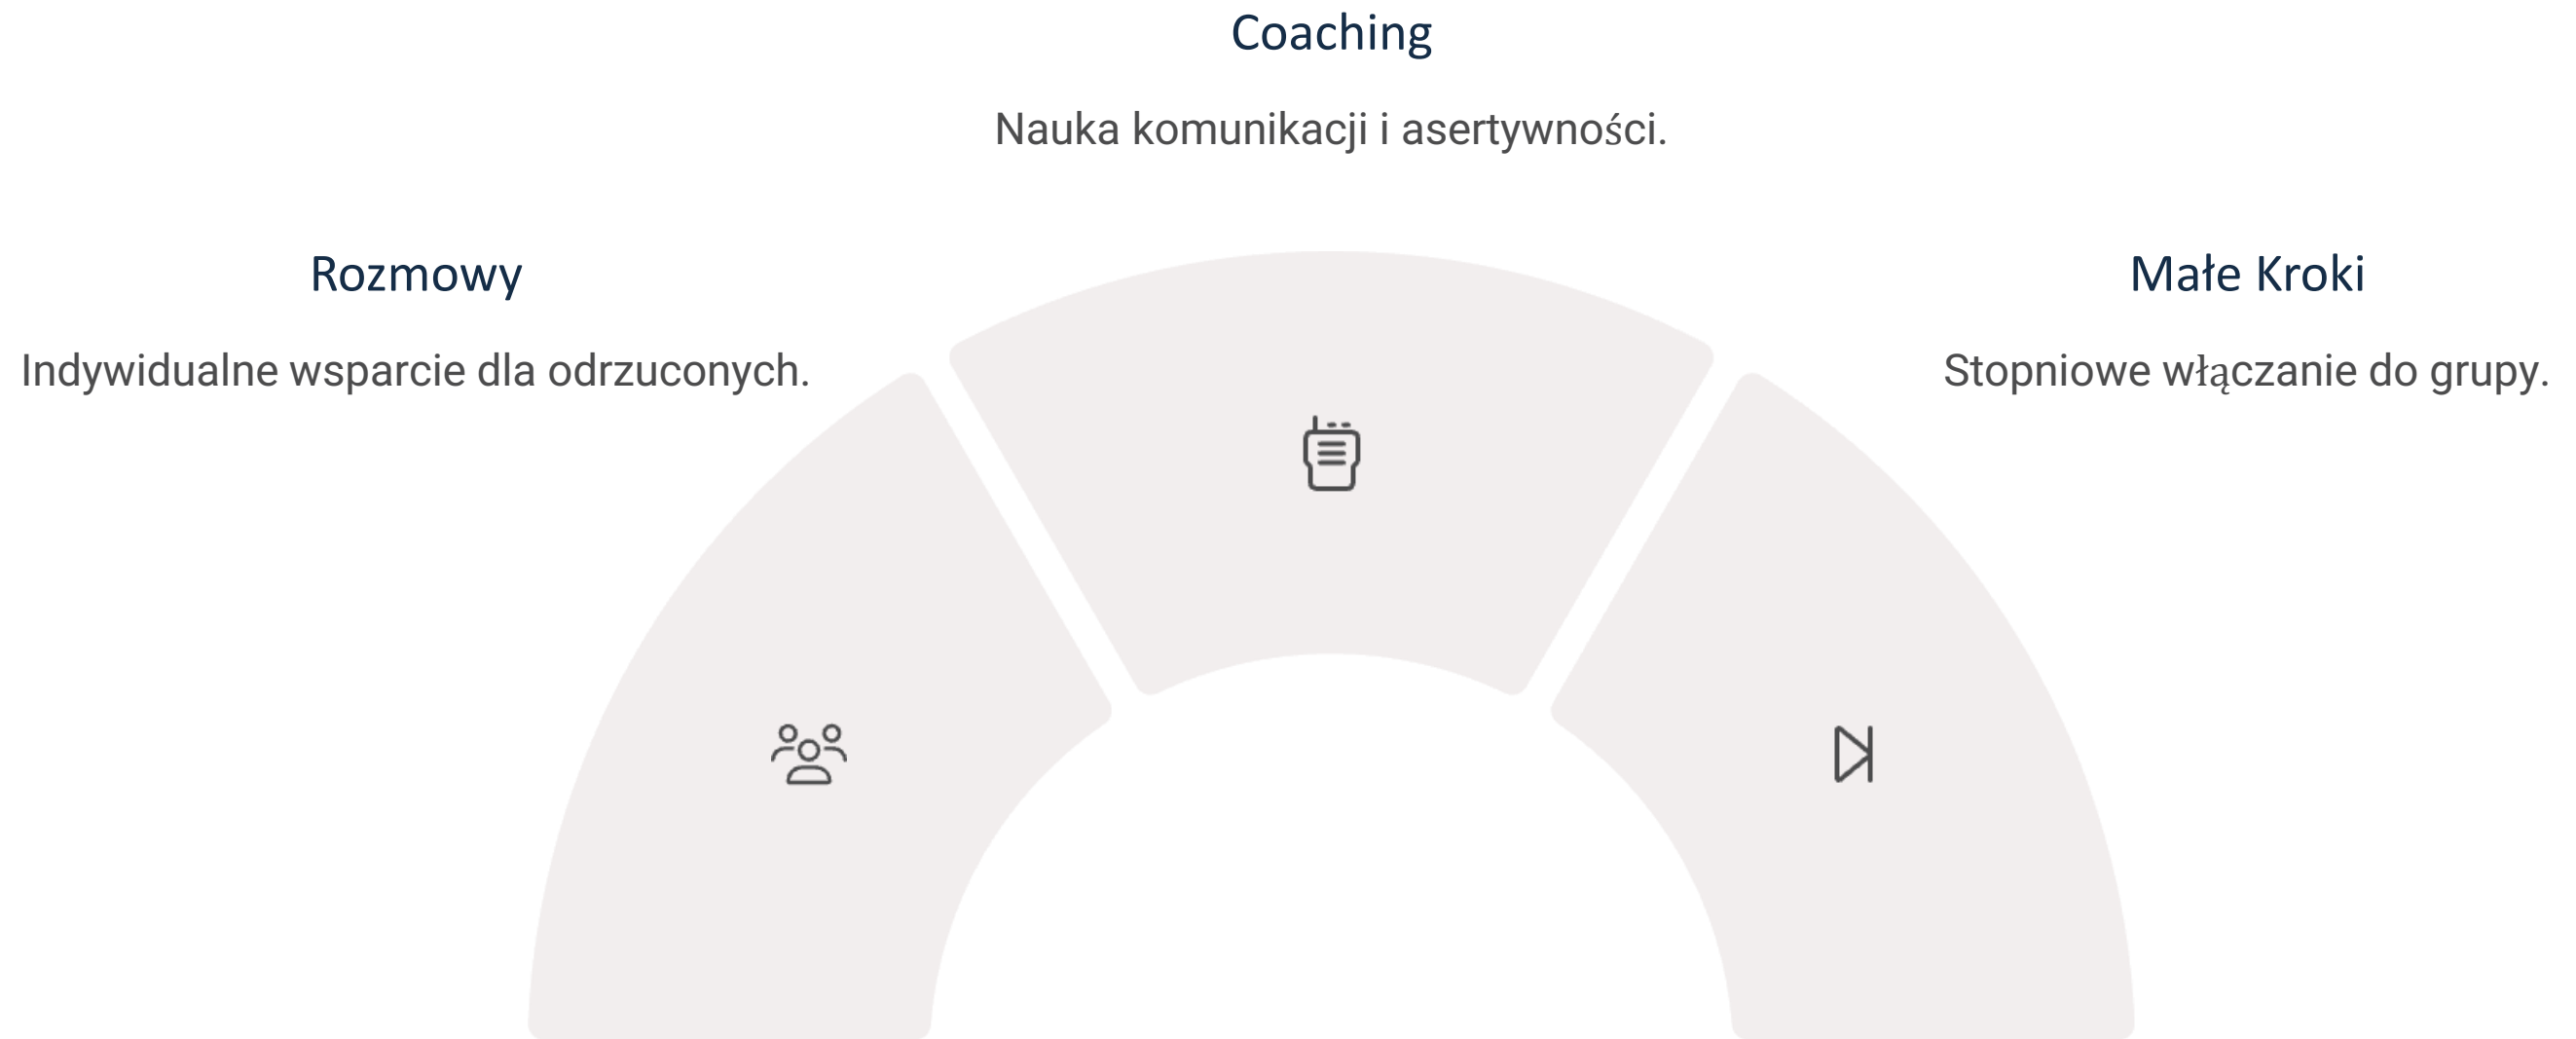 Coaching
Nauka komunikacji i asertywności.
Rozmowy
Indywidualne wsparcie dla odrzuconych.
Małe Kroki
Stopniowe włączanie do grupy.